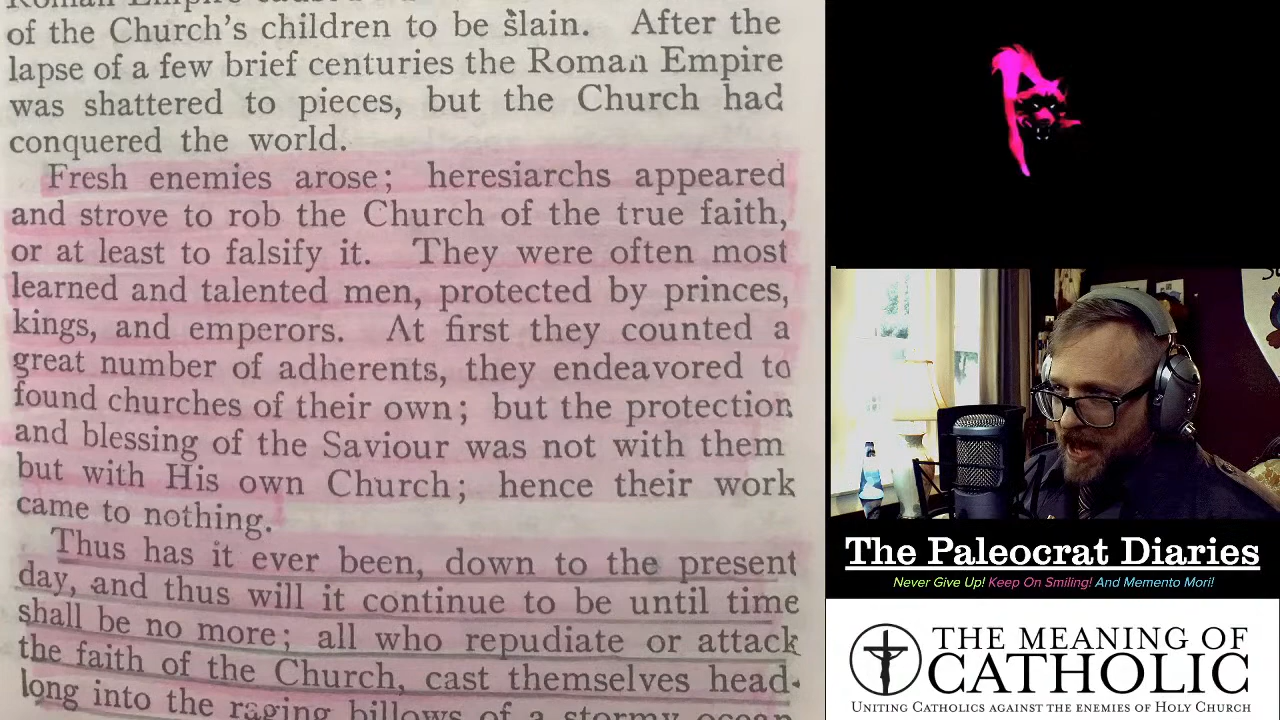 of the Church's children to be slain. After the
lapse of a few brief centuries the Roman Empire
was shattered to pieces, but the Church had
conquered the world.
Fresh enemies arose; heresiarchs appeared
and strove to rob the Church of the true faith,
or at least to falsify it. They were often most
learned and talented men, protected by princes,
kings, and emperors. At first they counted a
great number of adherents, they endeavored to
found churches of their own; but the protection
and blessing of the Saviour was not with them
but with His own Church; hence their work
came to nothing.
Thus has it ever been, down to the present
day, and thus will it continue to be until time
shall be no more; all who repudiate or attack
the faith of the Church, cast themselves head-
long into the raging billows of a stormy ocean
The Paleocrat Diaries
Never Give Up! Keep On Smiling! And Memento Mori!
THE MEANING OF
CATHOLIC
UNITING CATHOLICS AGAINST THE ENEMIES OF HOLY CHURCH